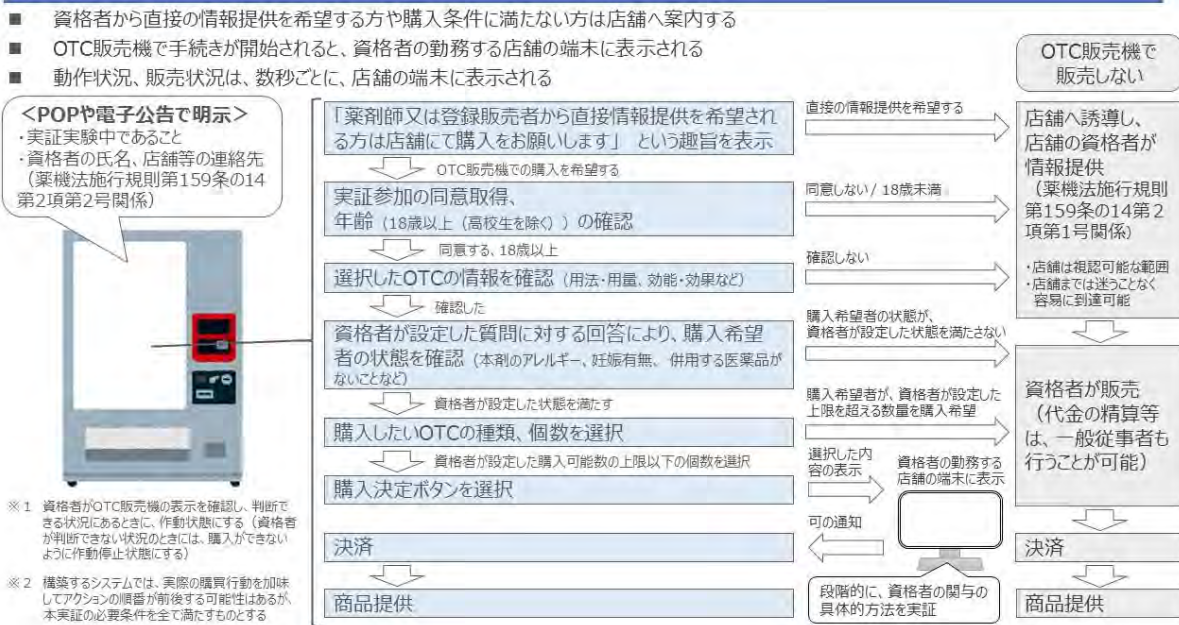 ■ 資格者から直接の情報提供を希望する方や購入条件に満たない方は店舗へ案内する
■ OTC販売機で手続きが開始されると、資格者の勤務する店舗の端末に表示される
■ 動作状況、販売状況は、数秒ごとに、店舗の端末に表示される
<POPや電子公告で明示>
・実証実験中であること
・資格者の氏名、店舗等の連絡先
(薬機法施行規則第159条の14
第2項第2号関係)
※1 資格者がOTC販売機の表示を確認し、判断で
きる状況にあるときに、作動状態にする(資格者
が判断できない状況のときには、購入ができない
ように作動停止状態にする)
※2 構築するシステムでは、実際の購買行動を加味
してアクションの順番が前後する可能性はあるが、
本実証の必要条件を全て満たすものとする
「薬剤師又は登録販売者から直接情報提供を希望され
る方は店舗にて購入をお願いします」 という趣旨を表示
OTC販売機での購入を希望する
実証参加の同意取得、
年齢(18歳以上(高校生を除く))の確認
同意する、18歳以上
選択したOTCの情報を確認(用法・用量、効能・効果など)
確認した
資格者が設定した質問に対する回答により、購入希望
者の状態を確認(本剤のアレルギー、妊娠有無、併用する医薬品が
ないことなど)
資格者が設定した状態を満たす
購入したいOTCの種類、個数を選択
資格者が設定した購入可能数の上限以下の個数を選択
購入決定ボタンを選択
決済
商品提供
直接の情報提供を希望する
同意しない / 18歳未満
確認しない
購入希望者の状態が、
資格者が設定した状態を満たさない
購入希望者が、資格者が設定した
上限を超える数量を購入希望
選択した内
容の表示
資格者の勤務する
店舗の端末に表示
可の通知
段階的に、資格者の関与の
具体的方法を実証
OTC販売機で
販売しない
店舗へ誘導し、
店舗の資格者が
情報提供
(薬機法施行規則
第159条の14第2
項第1号関係)
・店舗は視認可能な範囲
・店舗までは迷うことなく
容易に到達可能
資格者が販売
(代金の精算等
は、一般従事者も
行うことが可能)
決済
商品提供